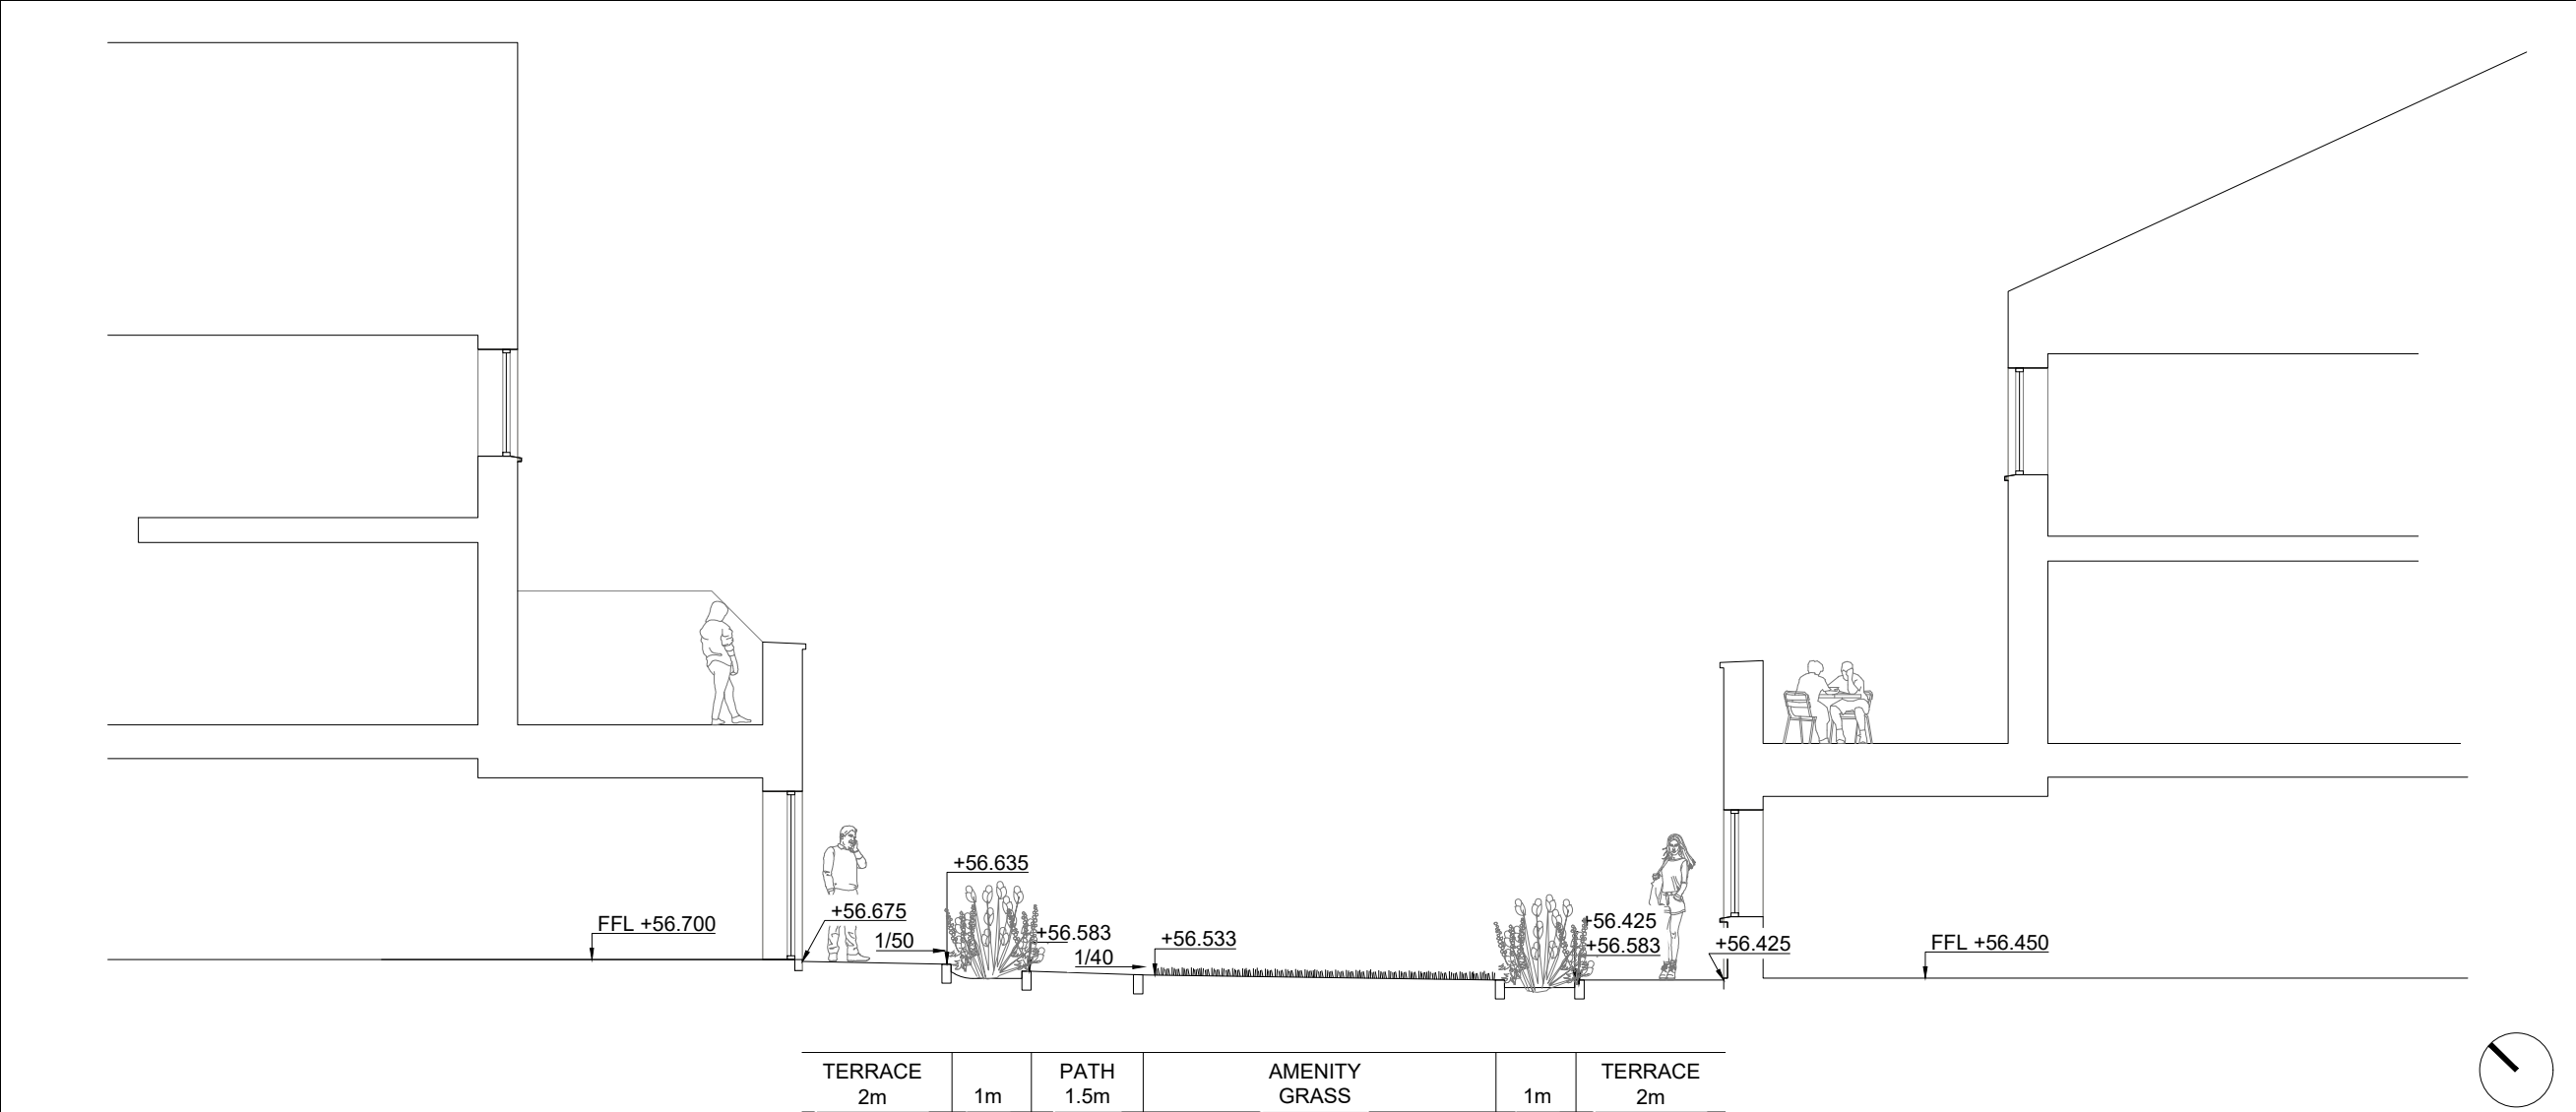 +56.635
+56.675
1/50
FFL +56.700
+56.583
1/40
+56.533
+56.425
+56.583
+56.425
FFL +56.450
TERRACE
2m
1m
PATH
1.5m
AMENITY
GRASS
1m
TERRACE
2m